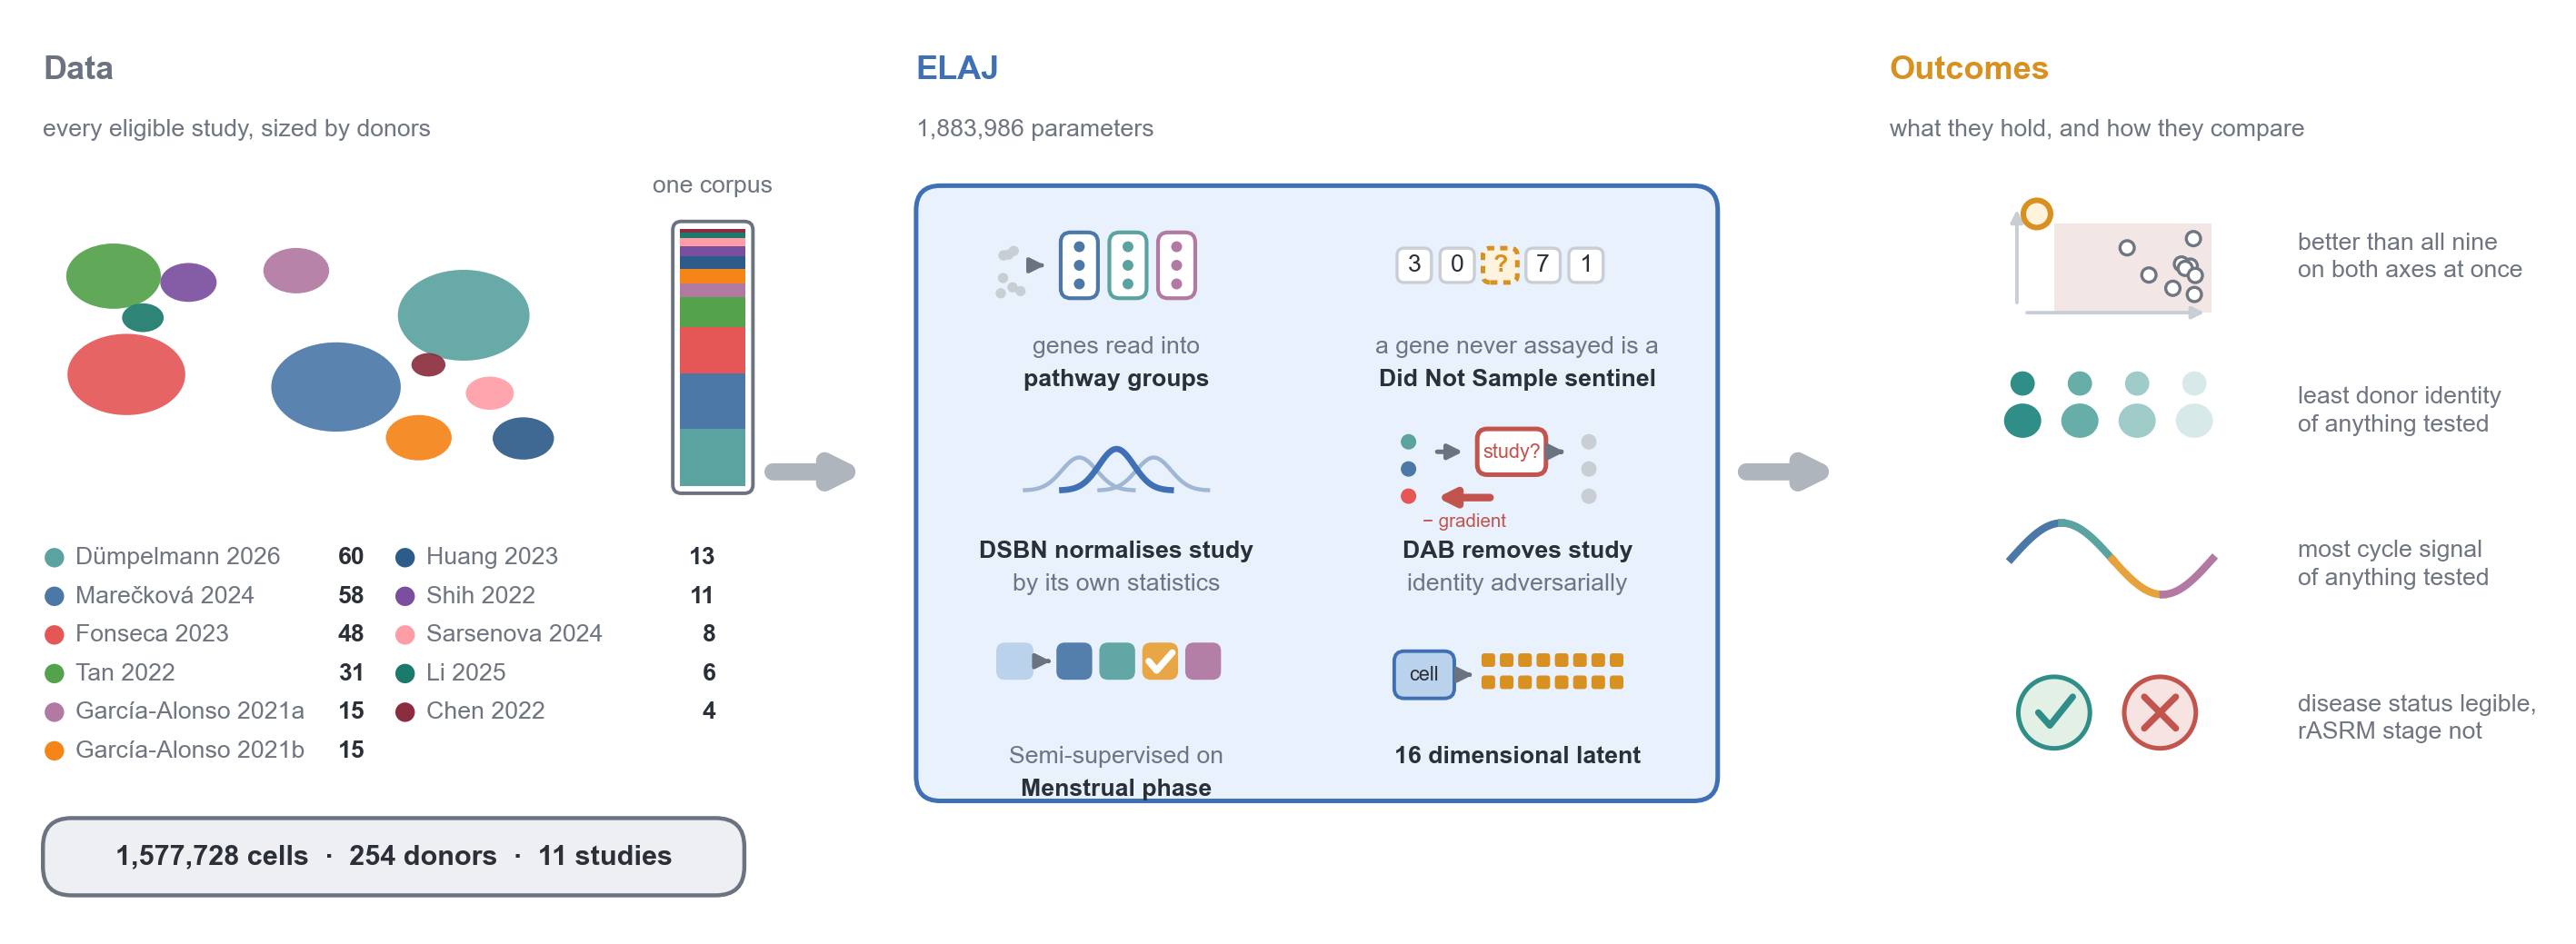 Data
every eligible study, sized by donors
one corpus
Dümpelmann 2026 60
Marečková 2024 58
Fonseca 2023 48
Tan 2022 31
García-Alonso 2021a 15
García-Alonso 2021b 15
Huang 2023 13
Shih 2022 11
Sarsenova 2024 8
Li 2025 6
Chen 2022 4
1,577,728 cells · 254 donors · 11 studies
ELAJ
1,883,986 parameters
genes read into
pathway groups
3 0 ? 7 1
a gene never assayed is a
Did Not Sample sentinel
DSBN normalises study
by its own statistics
study?
− gradient
DAB removes study
identity adversarially
Semi-supervised on
Menstrual phase
cell
16 dimensional latent
Outcomes
what they hold, and how they compare
better than all nine
on both axes at once
least donor identity
of anything tested
most cycle signal
of anything tested
disease status legible,
rASRM stage not